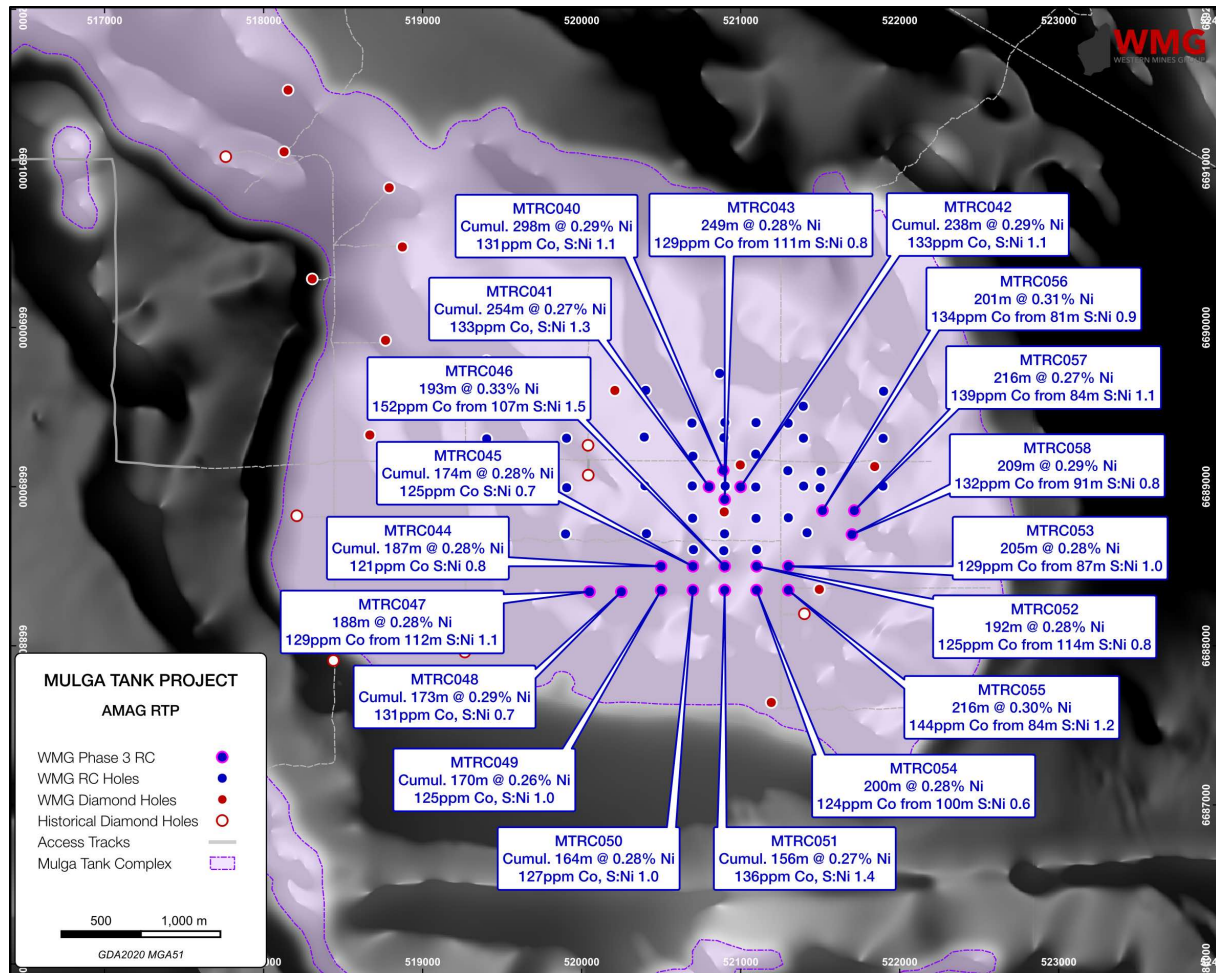 517000
518000
519000
520000
521000
522000
523000
WMG
WESTERN MINES GROUP
6691000
6691000
6690000
6690000
6689000
6689000
6688000
6688000
6687000
MTRC040
Cumul. 298m @ 0.29% Ni
131ppm Co, S:Ni 1.1
MTRC043
249m @ 0.28% Ni
129ppm Co from 111m S:Ni 0.8
MTRC042
Cumul. 238m @ 0.29% Ni
133ppm Co, S:Ni 1.1
MTRC041
Cumul. 254m @ 0.27% Ni
133ppm Co, S:Ni 1.3
MTRC056
201m @ 0.31% Ni
134ppm Co from 81m S:Ni 0.9
MTRC046
193m @ 0.33% Ni
152ppm Co from 107m S:Ni 1.5
MTRC057
216m @ 0.27% Ni
139ppm Co from 84m S:Ni 1.1
MTRC045
Cumul. 174m @ 0.28% Ni
125ppm Co S:Ni 0.7
MTRC058
209m @ 0.29% Ni
132ppm Co from 91m S:Ni 0.8
MTRC044
Cumul. 187m @ 0.28% Ni
121ppm Co S:Ni 0.8
MTRC053
205m @ 0.28% Ni
129ppm Co from 87m S:Ni 1.0
MTRC047
188m @ 0.28% Ni
129ppm Co from 112m S:Ni 1.1
MTRC052
192m @ 0.28% Ni
125ppm Co from 114m S:Ni 0.8
MTRC048
Cumul. 173m @ 0.29% Ni
131ppm Co, S:Ni 0.7
MTRC055
216m @ 0.30% Ni
144ppm Co from 84m S:Ni 1.2
MTRC049
Cumul. 170m @ 0.26% Ni
125ppm Co, S:Ni 1.0
MTRC054
200m @ 0.28% Ni
124ppm Co from 100m S:Ni 0.6
MTRC050
Cumul. 164m @ 0.28% Ni
127ppm Co, S:Ni 1.0
MTRC051
Cumul. 156m @ 0.27% Ni
136ppm Co, S:Ni 1.4
MULGA TANK PROJECT
AMAG RTP
WMG Phase 3 RC
WMG RC Holes
WMG Diamond Holes
Historical Diamond Holes
Access Tracks
Mulga Tank Complex
500 1,000 m
GDA2020 MGA51
518000
519000
520000
521000
522000
523000